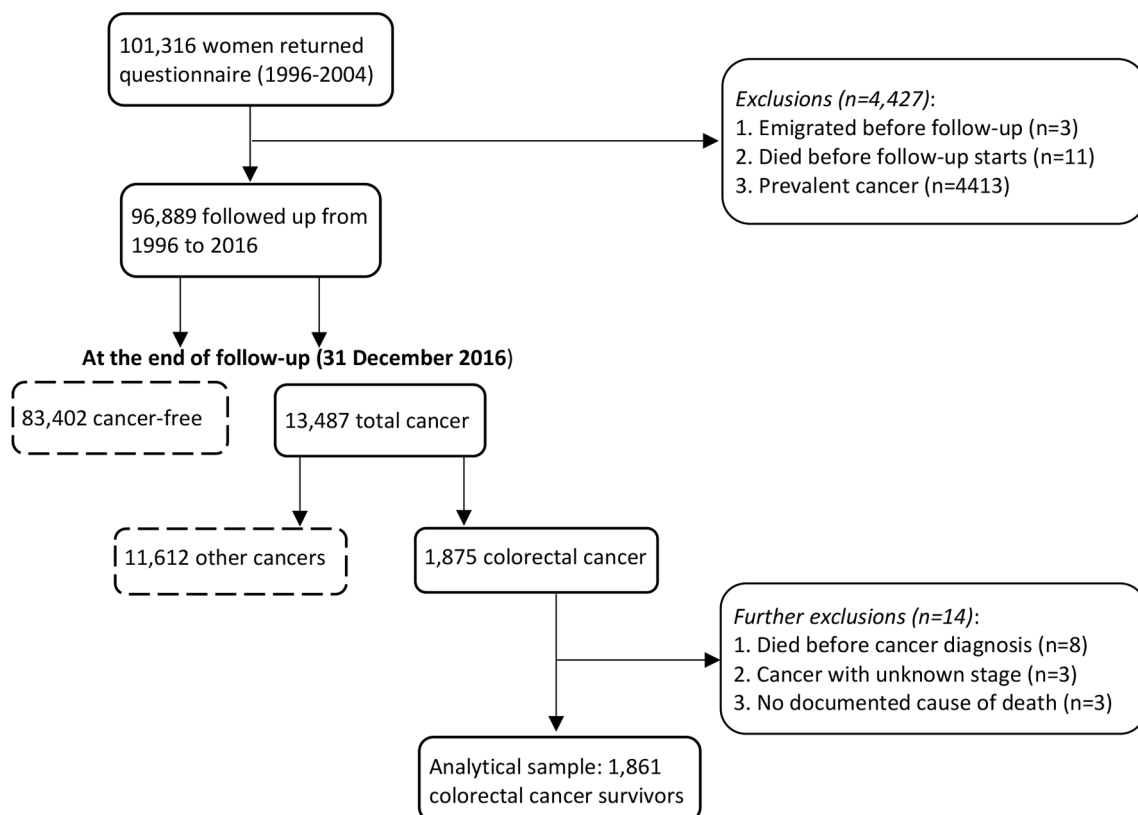 101,316 women returned
questionnaire (1996-2004)
Exclusions (n=4,427):
1. Emigrated before follow-up (n=3)
2. Died before follow-up starts (n=11)
3. Prevalent cancer (n=4413)
96,889 followed up from
1996 to 2016
At the end of follow-up (31 December 2016)
83,402 cancer-free
13,487 total cancer
11,612 other cancers
1,875 colorectal cancer
Further exclusions (n=14):
1. Died before cancer diagnosis (n=8)
2. Cancer with unknown stage (n=3)
3. No documented cause of death (n=3)
Analytical sample: 1,861
colorectal cancer survivors